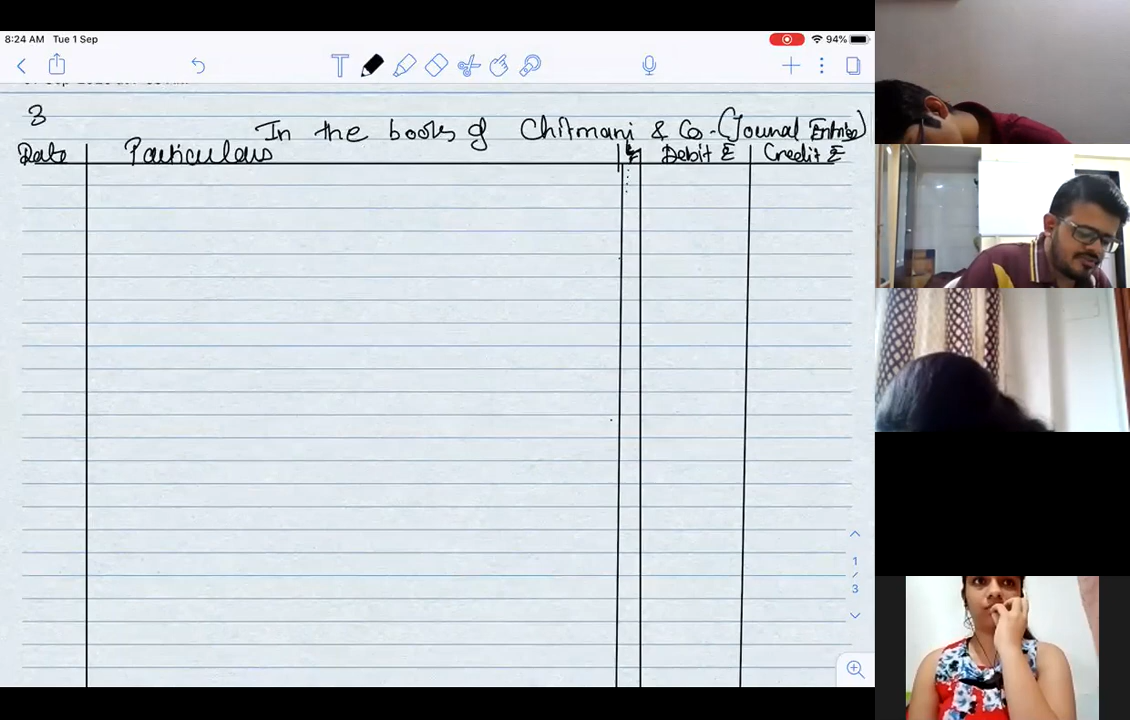 8:24 AM Tue 1 Sep
94%
3
In the books of Chitmani & Co. (Journal Entries)
Date Particulars Debit ₹ Credit ₹
1
/
3